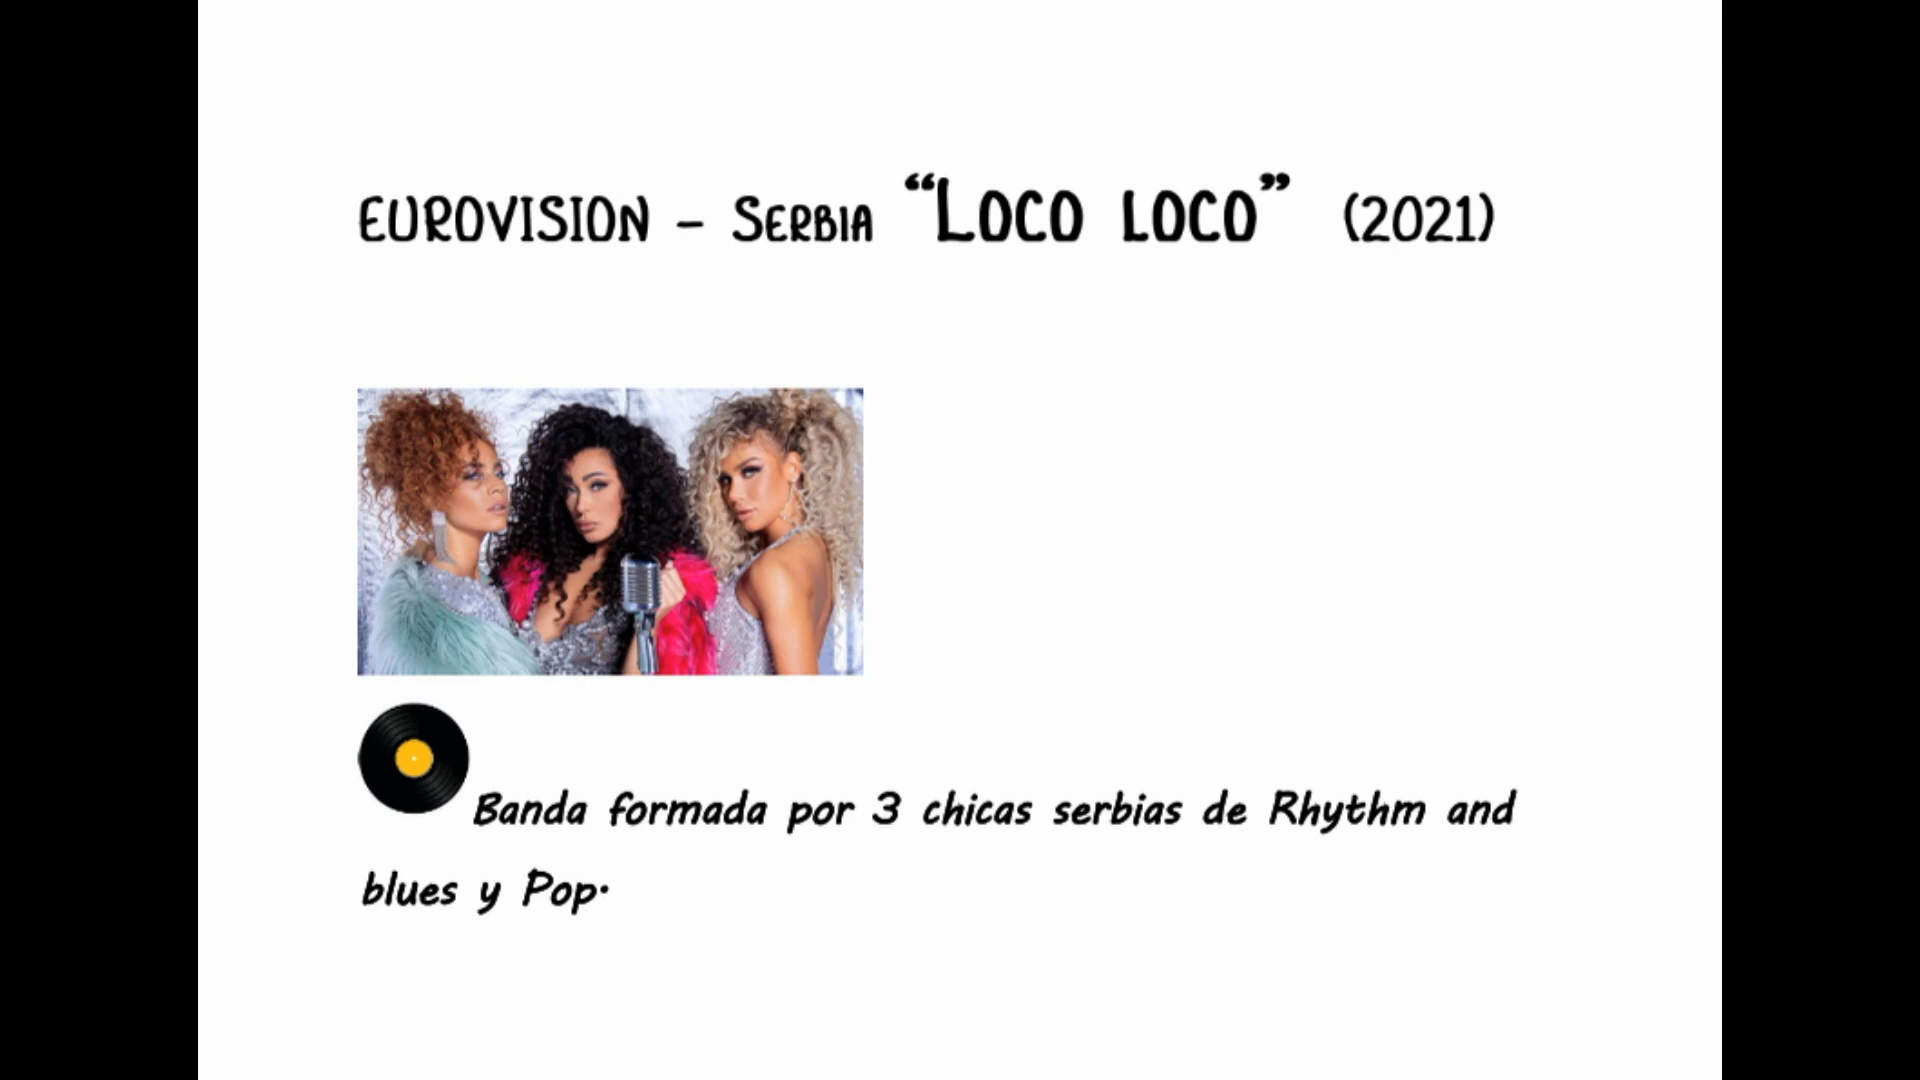 EUROVISION – SERBIA “LOCO LOCO” (2021)
Banda formada por 3 chicas serbias de Rhythm and
blues y Pop.